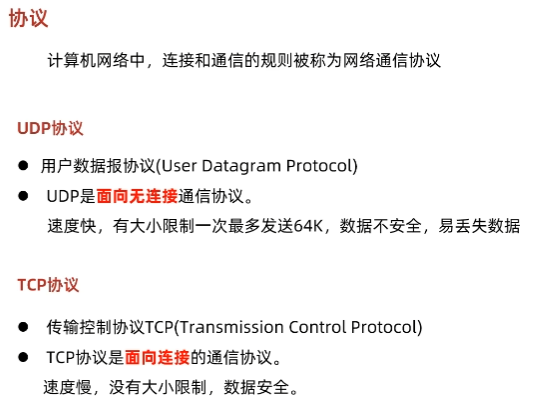 协议
计算机网络中，连接和通信的规则被称为网络通信协议
UDP协议
● 用户数据报协议(User Datagram Protocol)
● UDP是面向无连接通信协议。
速度快，有大小限制一次最多发送64K，数据不安全，易丢失数据
TCP协议
● 传输控制协议TCP(Transmission Control Protocol)
● TCP协议是面向连接的通信协议。
速度慢，没有大小限制，数据安全。